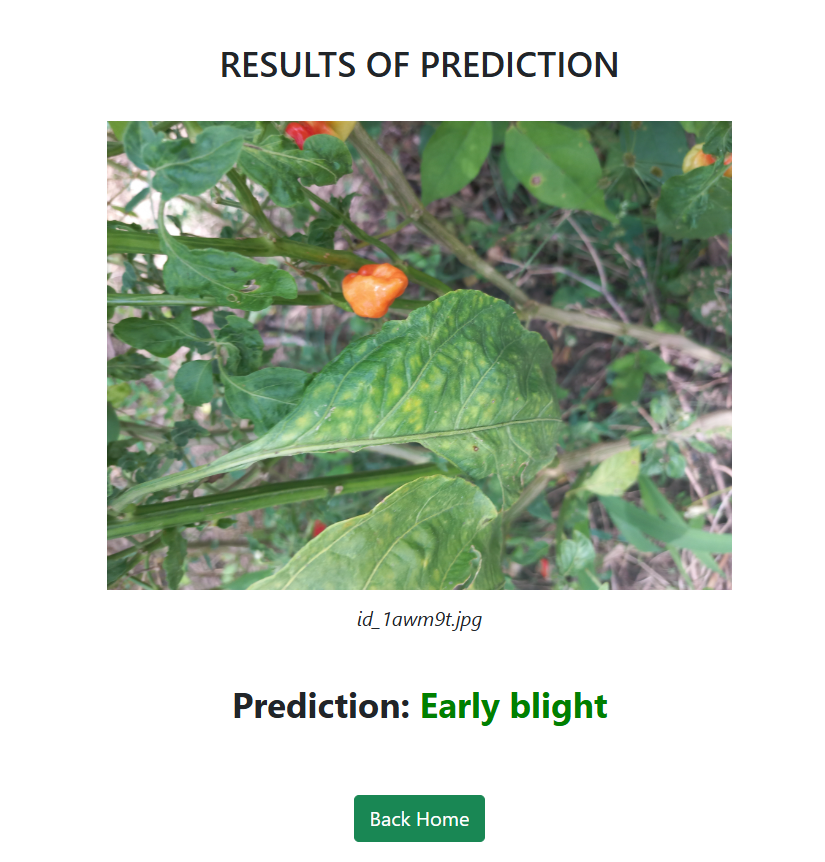 RESULTS OF PREDICTION
id_1awm9t.jpg
Prediction: Early blight
Back Home